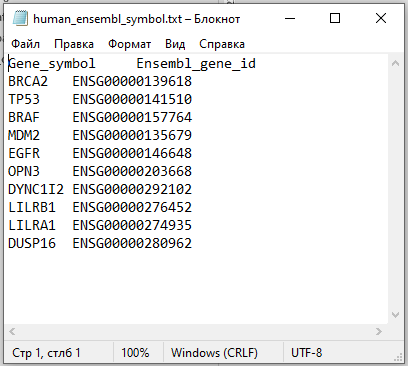 human_ensembl_symbol.txt – Блокнот
Файл Правка Формат Вид Справка
Gene_symbol Ensembl_gene_id
BRCA2 ENSG00000139618
TP53 ENSG00000141510
BRAF ENSG00000157764
MDM2 ENSG00000135679
EGFR ENSG00000146648
OPN3 ENSG00000203668
DYNC1I2 ENSG00000292102
LILRB1 ENSG00000276452
LILRA1 ENSG00000274935
DUSP16 ENSG00000280962
Стр 1, стлб 1 100% Windows (CRLF) UTF-8